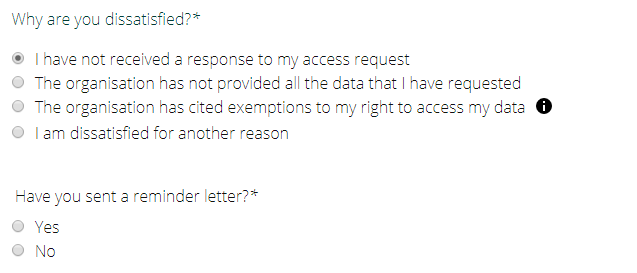 Why are you dissatisfied?*
I have not received a response to my access request
The organisation has not provided all the data that I have requested
The organisation has cited exemptions to my right to access my data i
I am dissatisfied for another reason
Have you sent a reminder letter?*
Yes
No